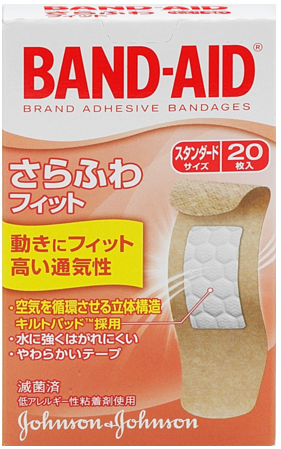 BAND-AID®
BRAND ADHESIVE BANDAGES
スタンダード
サイズ
20
枚入
さらふわ
フィット
動きにフィット
高い通気性
・空気を循環させる立体構造
キルトパッド™採用
・水に強くはがれにくい
・やわらかいテープ
滅菌済
低アレルギー性粘着剤使用
Johnson & Johnson